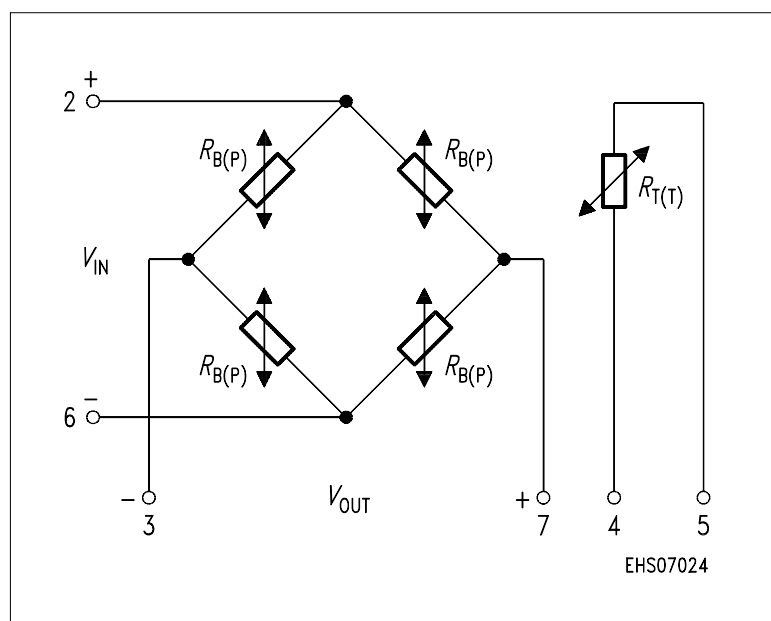 +
2
R_B(P) R_B(P)
R_T(T)
V_IN
R_B(P) R_B(P)
6 −
− V_OUT +
3 7 4 5
EHS07024